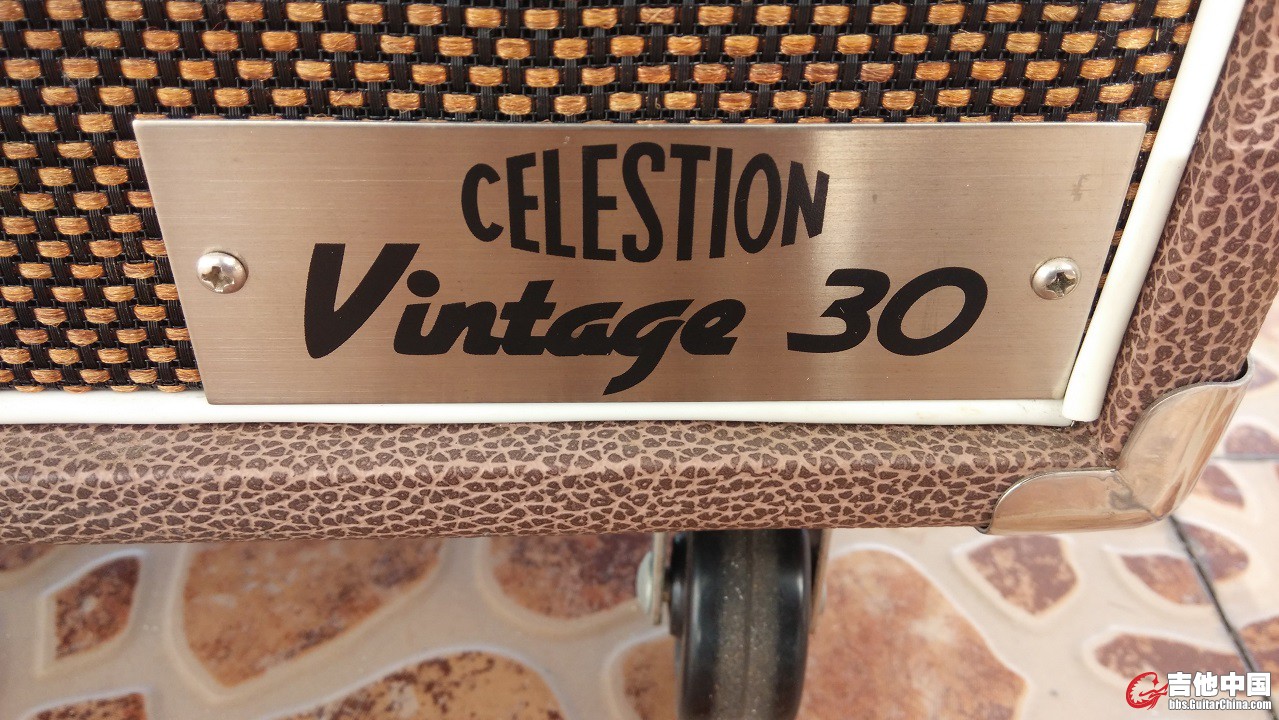 CELESTION
Vintage 30
吉他中国
bbs.GuitarChina.com